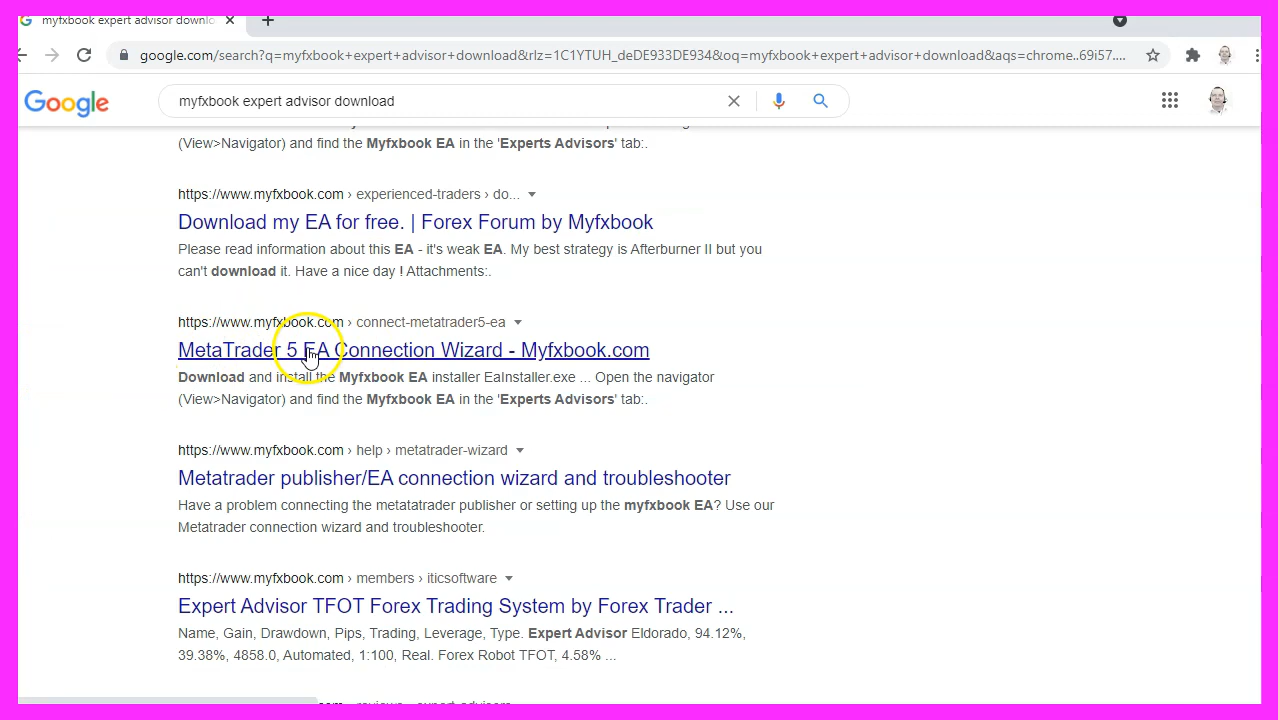 myfxbook expert advisor downlo
google.com/search?q=myfxbook+expert+advisor+download&rlz=1C1YTUH_deDE933DE934&oq=myfxbook+expert+advisor+download&aqs=chrome..69i57....
Google
myfxbook expert advisor download
(View>Navigator) and find the Myfxbook EA in the 'Experts Advisors' tab:.
https://www.myfxbook.com › experienced-traders › do...
Download my EA for free. | Forex Forum by Myfxbook
Please read information about this EA - it's weak EA. My best strategy is Afterburner II but you
can't download it. Have a nice day ! Attachments:.
https://www.myfxbook.com › connect-metatrader5-ea
MetaTrader 5 EA Connection Wizard - Myfxbook.com
Download and install the Myfxbook EA installer EaInstaller.exe ... Open the navigator
(View>Navigator) and find the Myfxbook EA in the 'Experts Advisors' tab:.
https://www.myfxbook.com › help › metatrader-wizard
Metatrader publisher/EA connection wizard and troubleshooter
Have a problem connecting the metatatrader publisher or setting up the myfxbook EA? Use our
Metatrader connection wizard and troubleshooter.
https://www.myfxbook.com › members › iticsoftware
Expert Advisor TFOT Forex Trading System by Forex Trader ...
Name, Gain, Drawdown, Pips, Trading, Leverage, Type. Expert Advisor Eldorado, 94.12%,
39.38%, 4858.0, Automated, 1:100, Real. Forex Robot TFOT, 4.58% ...